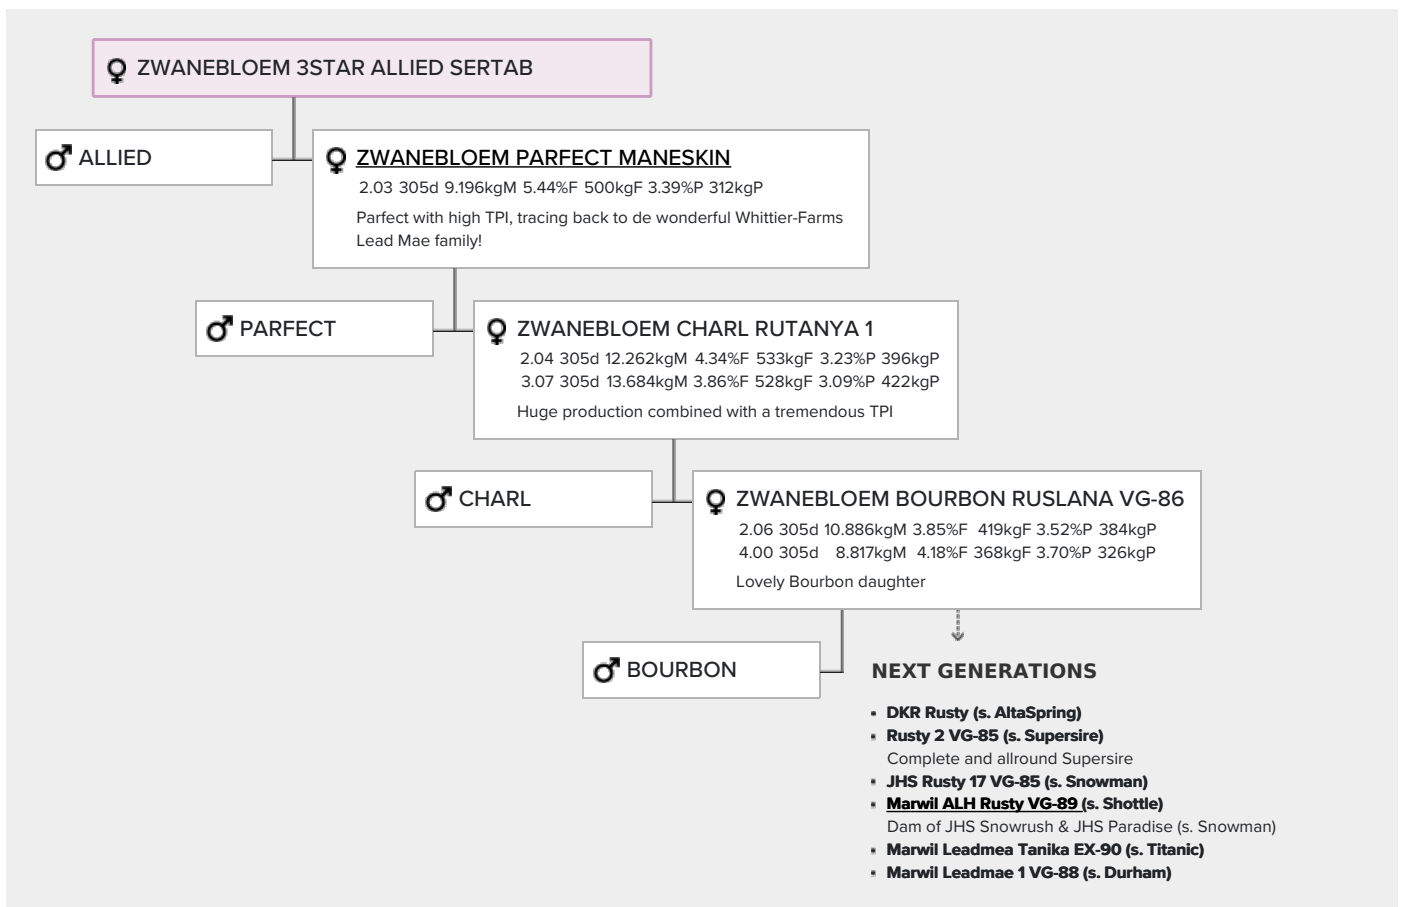 ZWANEBLOEM 3STAR ALLIED SERTAB
ALLIED
ZWANEBLOEM PARFECT MANESKIN
2.03 305d 9.196kgM 5.44%F 500kgF 3.39%P 312kgP
Parfect with high TPI, tracing back to de wonderful Whittier-Farms
Lead Mae family!
PARFECT
ZWANEBLOEM CHARL RUTANYA 1
2.04 305d 12.262kgM 4.34%F 533kgF 3.23%P 396kgP
3.07 305d 13.684kgM 3.86%F 528kgF 3.09%P 422kgP
Huge production combined with a tremendous TPI
CHARL
ZWANEBLOEM BOURBON RUSLANA VG-86
2.06 305d 10.886kgM 3.85%F 419kgF 3.52%P 384kgP
4.00 305d 8.817kgM 4.18%F 368kgF 3.70%P 326kgP
Lovely Bourbon daughter
BOURBON
NEXT GENERATIONS
DKR Rusty (s. AltaSpring)
Rusty 2 VG-85 (s. Supersire)
Complete and allround Supersire
JHS Rusty 17 VG-85 (s. Snowman)
Marwil ALH Rusty VG-89 (s. Shottle)
Dam of JHS Snowrush & JHS Paradise (s. Snowman)
Marwil Leadmea Tanika EX-90 (s. Titanic)
Marwil Leadmae 1 VG-88 (s. Durham)